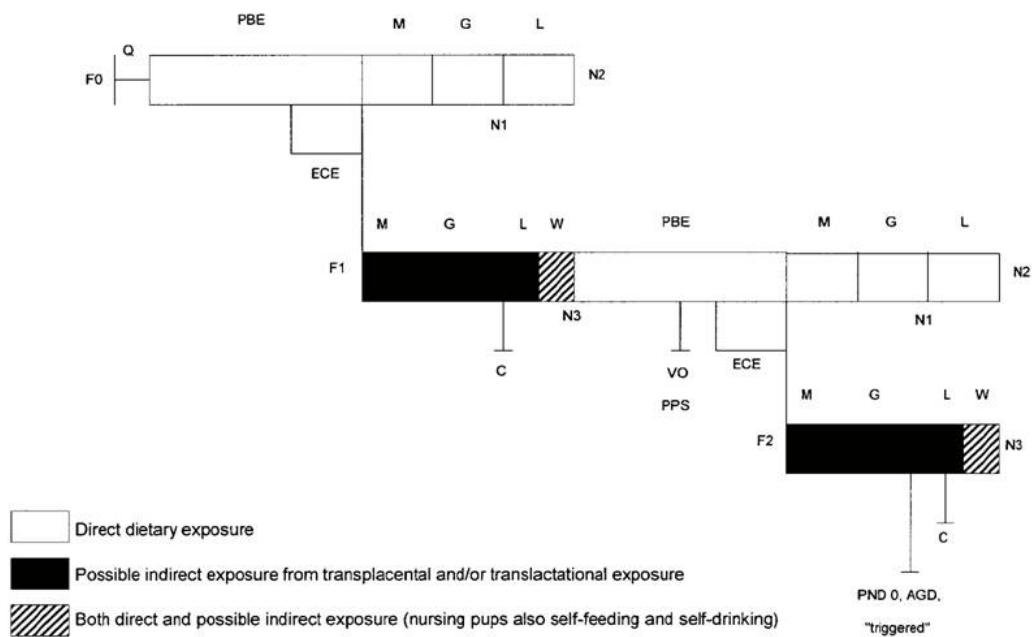 PBE M G L
Q
F0 N2
N1
ECE
M G L W PBE M G L
F1 N2
N3 N1
C VO ECE
PPS M G L W
F2 N3
Direct dietary exposure
C
Possible indirect exposure from transplacental and/or translactational exposure
PND 0, AGD,
Both direct and possible indirect exposure (nursing pups also self-feeding and self-drinking)
"triggered"